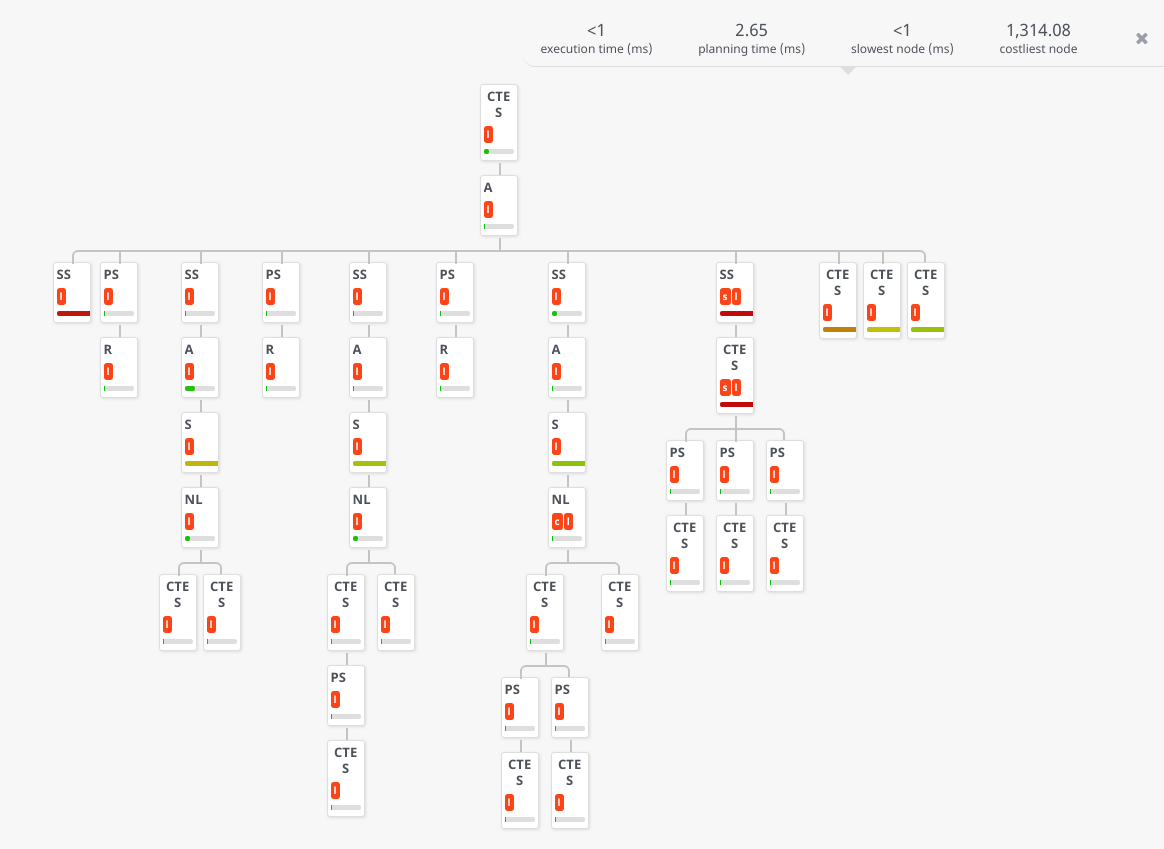 <1 2.65 <1 1,314.08
execution time (ms) planning time (ms) slowest node (ms) costliest node
CTE
S
l
A
l
SS PS SS PS SS PS SS SS CTE CTE CTE
S S S
l l l l l l l s l l l l
R A R A R A CTE
S
l l l l l l s l
S S S PS PS PS
l l l l l l
NL NL NL CTE CTE CTE
S S S
l l c l l l l
CTE CTE CTE CTE CTE CTE
S S S S S S
l l l l l l
PS PS PS
l l l
CTE CTE CTE
S S S
l l l